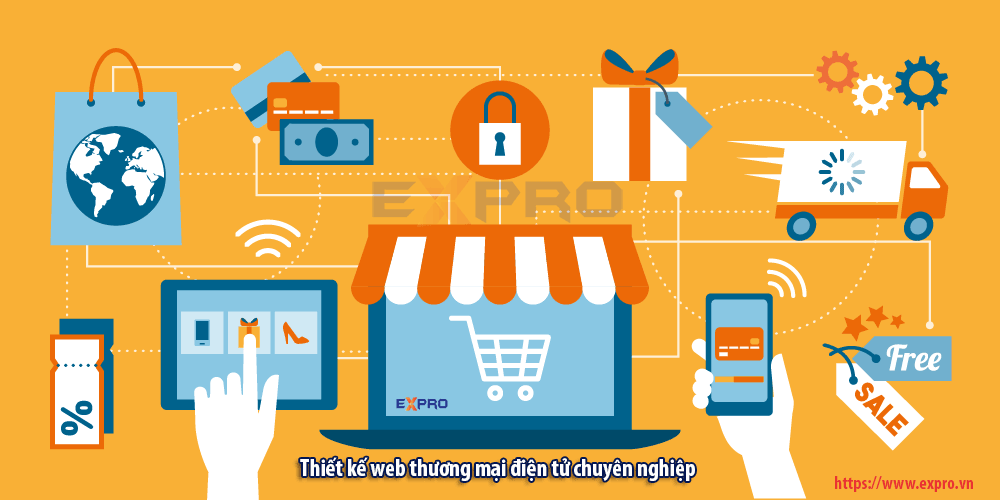 EXPRO
Free
%
SALE
EXPRO
Thiết kế web thương mại điện tử chuyên nghiệp
https://www.expro.vn